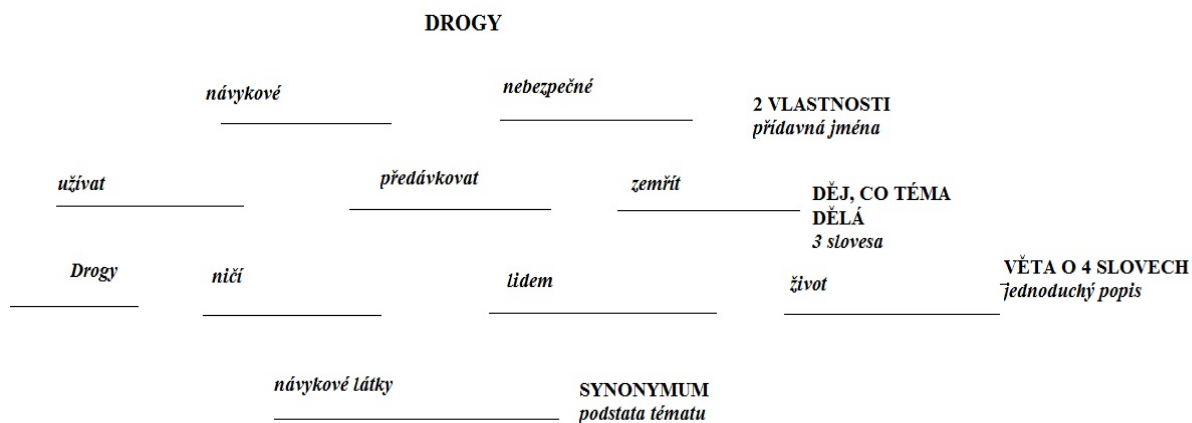 DROGY
návykové nebezpečné
2 VLASTNOSTI
přídavná jména
užívat předávkovat zemřít
DĚJ, CO TÉMA
DĚLÁ
3 slovesa
Drogy ničí lidem život
VĚTA O 4 SLOVECH
jednoduchý popis
návykové látky
SYNONYMUM
podstata tématu